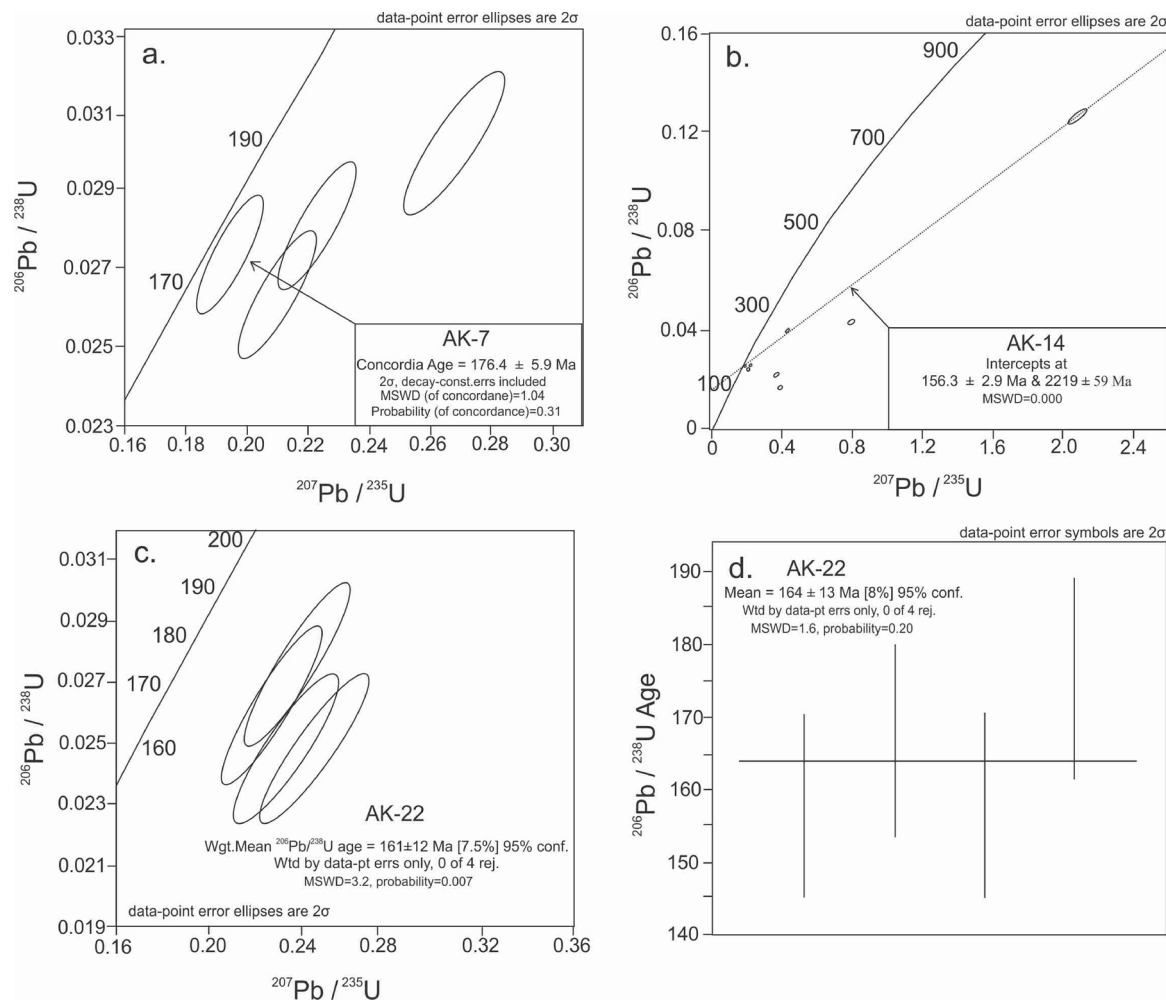 data-point error ellipses are 2σ
a.
0.033
0.031
0.029
0.027
0.025
0.023
0.16
0.18
0.20
0.22
0.24
0.26
0.28
0.30
190
170
²⁰⁶Pb / ²³⁸U
²⁰⁷Pb / ²³⁵U
AK-7
Concordia Age = 176.4 ± 5.9 Ma
2σ, decay-const.errs included
MSWD (of concordane)=1.04
Probability (of concordance)=0.31
data-point error ellipses are 2σ
b.
0.16
0.12
0.08
0.04
0
0
0.4
0.8
1.2
1.6
2.0
2.4
900
700
500
300
100
²⁰⁶Pb / ²³⁸U
²⁰⁷Pb / ²³⁵U
AK-14
Intercepts at
156.3 ± 2.9 Ma & 2219 ± 59 Ma
MSWD=0.000
c.
0.031
0.029
0.027
0.025
0.023
0.021
0.019
0.16
0.20
0.24
0.28
0.32
0.36
200
190
180
170
160
²⁰⁶Pb / ²³⁸U
²⁰⁷Pb / ²³⁵U
AK-22
Wgt.Mean ²⁰⁶Pb/²³⁸U age = 161±12 Ma [7.5%] 95% conf.
Wtd by data-pt errs only, 0 of 4 rej.
MSWD=3.2, probability=0.007
data-point error ellipses are 2σ
data-point error symbols are 2σ
d.
AK-22
Mean = 164 ± 13 Ma [8%] 95% conf.
Wtd by data-pt errs only, 0 of 4 rej.
MSWD=1.6, probability=0.20
190
180
170
160
150
140
²⁰⁶Pb / ²³⁸U Age